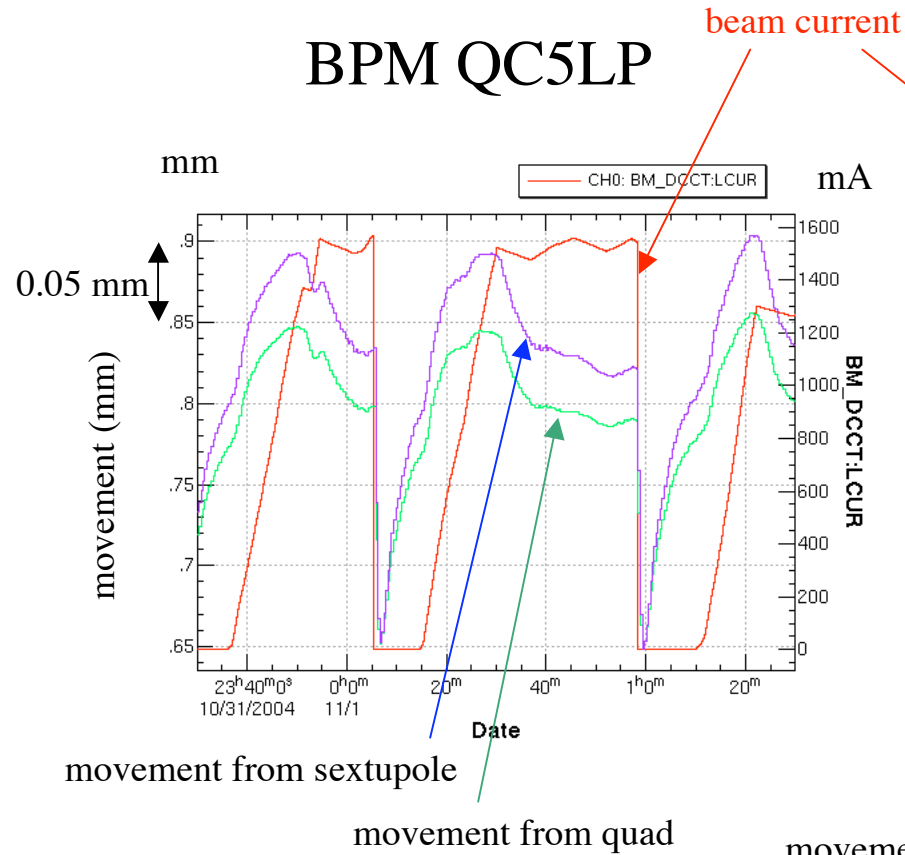 beam current
BPM QC5LP
mm
CH0: BM_DCCT:LCUR
mA
.9
.85
.8
.75
.7
.65
0.05 mm
movement (mm)
1600
1400
1200
1000
800
600
400
200
0
BM_DCCT:LCUR
23h40m0s
0h0m
20m
40m
1h0m
20m
10/31/2004
11/1
Date
movement from sextupole
movement from quad
moveme